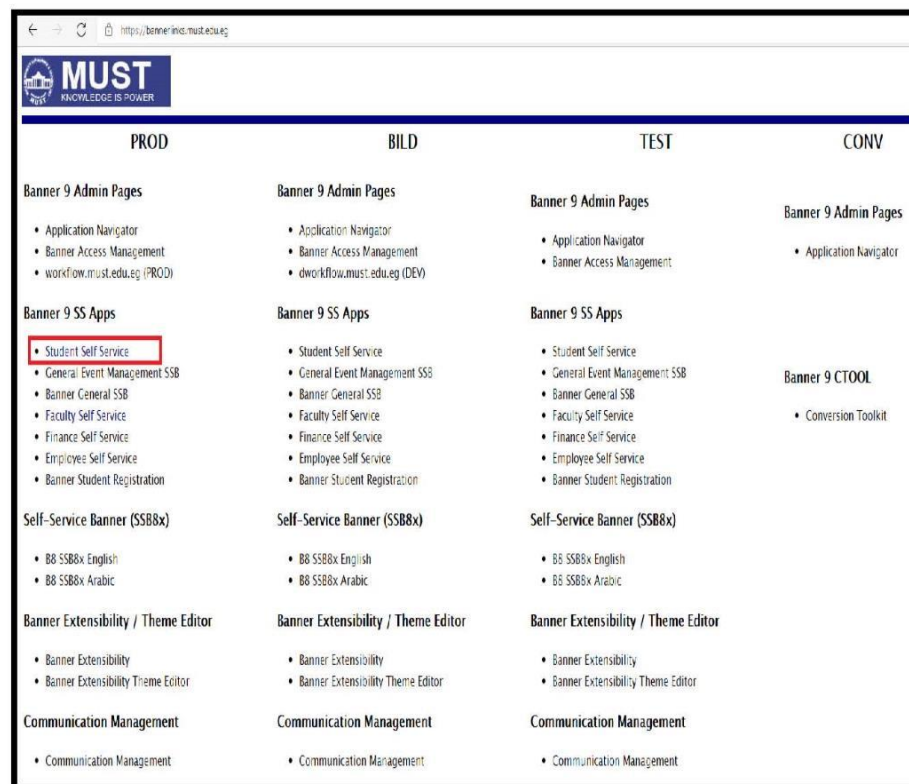 https://bannerlinks.must.edu.eg
MUST
KNOWLEDGE IS POWER
MUST
PROD
Banner 9 Admin Pages
• Application Navigator
• Banner Access Management
• workflow.must.edu.eg (PROD)
Banner 9 SS Apps
• Student Self Service
• General Event Management SSB
• Banner General SSB
• Faculty Self Service
• Finance Self Service
• Employee Self Service
• Banner Student Registration
Self-Service Banner (SSB8x)
• B8 SSB8x English
• B8 SSB8x Arabic
Banner Extensibility / Theme Editor
• Banner Extensibility
• Banner Extensibility Theme Editor
Communication Management
• Communication Management
BILD
Banner 9 Admin Pages
• Application Navigator
• Banner Access Management
• dworkflow.must.edu.eg (DEV)
Banner 9 SS Apps
• Student Self Service
• General Event Management SSB
• Banner General SSB
• Faculty Self Service
• Finance Self Service
• Employee Self Service
• Banner Student Registration
Self-Service Banner (SSB8x)
• B8 SSB8x English
• B8 SSB8x Arabic
Banner Extensibility / Theme Editor
• Banner Extensibility
• Banner Extensibility Theme Editor
Communication Management
• Communication Management
TEST
Banner 9 Admin Pages
• Application Navigator
• Banner Access Management
Banner 9 SS Apps
• Student Self Service
• General Event Management SSB
• Banner General SSB
• Faculty Self Service
• Finance Self Service
• Employee Self Service
• Banner Student Registration
Self-Service Banner (SSB8x)
• B8 SSB8x English
• B8 SSB8x Arabic
Banner Extensibility / Theme Editor
• Banner Extensibility
• Banner Extensibility Theme Editor
Communication Management
• Communication Management
CONV
Banner 9 Admin Pages
• Application Navigator
Banner 9 CTOOL
• Conversion Toolkit